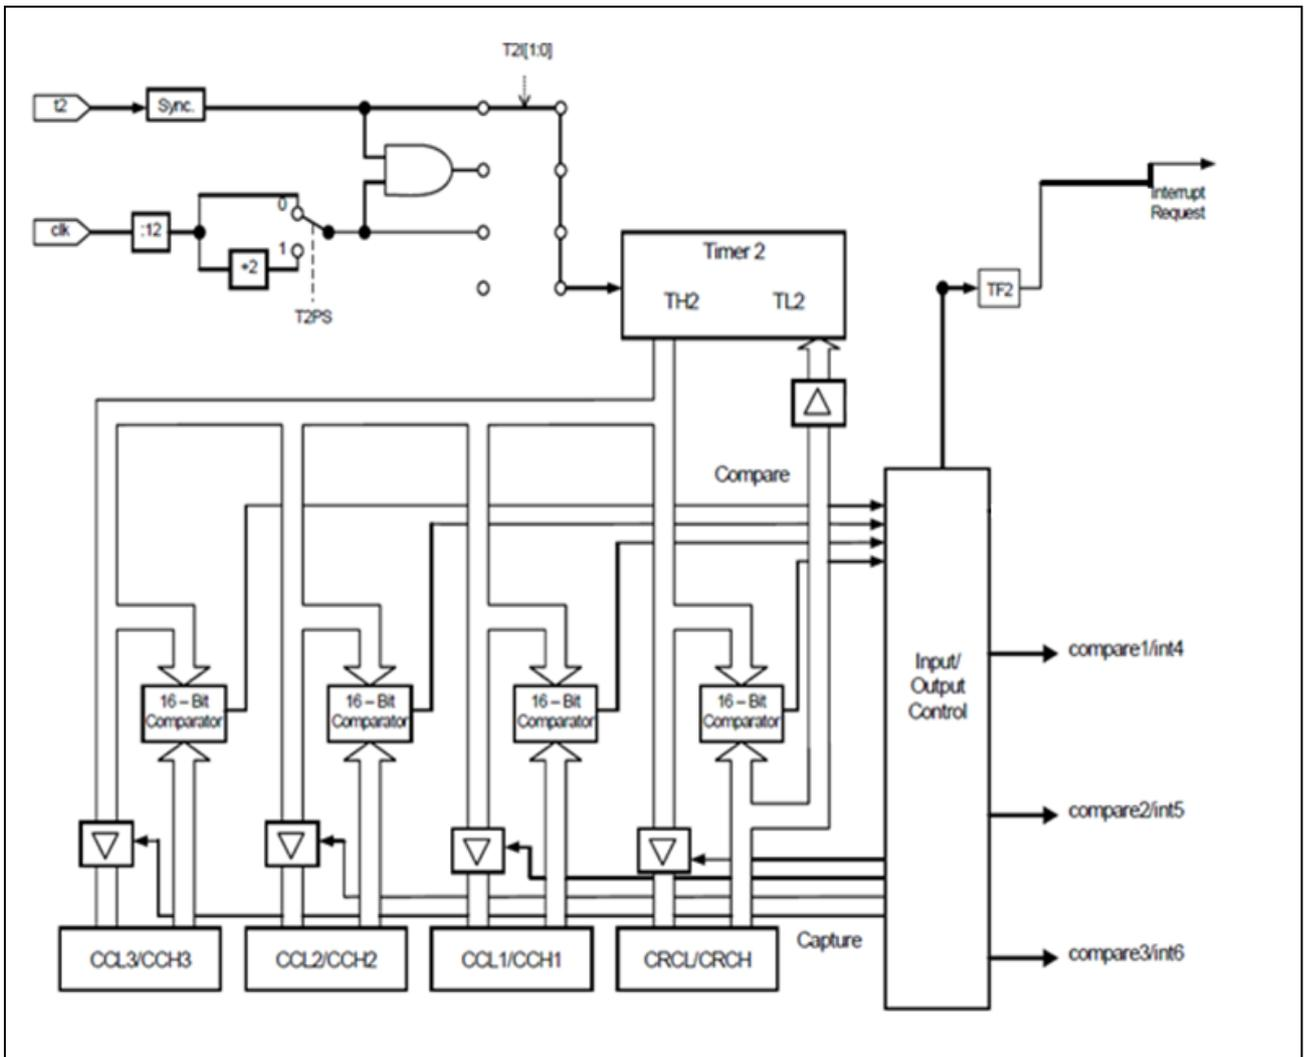 T2I[1:0]
t2
Sync.
clk
:12
0
1
÷2
T2PS
Timer 2
TH2 TL2
Interrupt
Request
TF2
Compare
16 – Bit
Comparator
16 – Bit
Comparator
16 – Bit
Comparator
16 – Bit
Comparator
Input/
Output
Control
compare1/int4
compare2/int5
compare3/int6
Capture
CCL3/CCH3
CCL2/CCH2
CCL1/CCH1
CRCL/CRCH